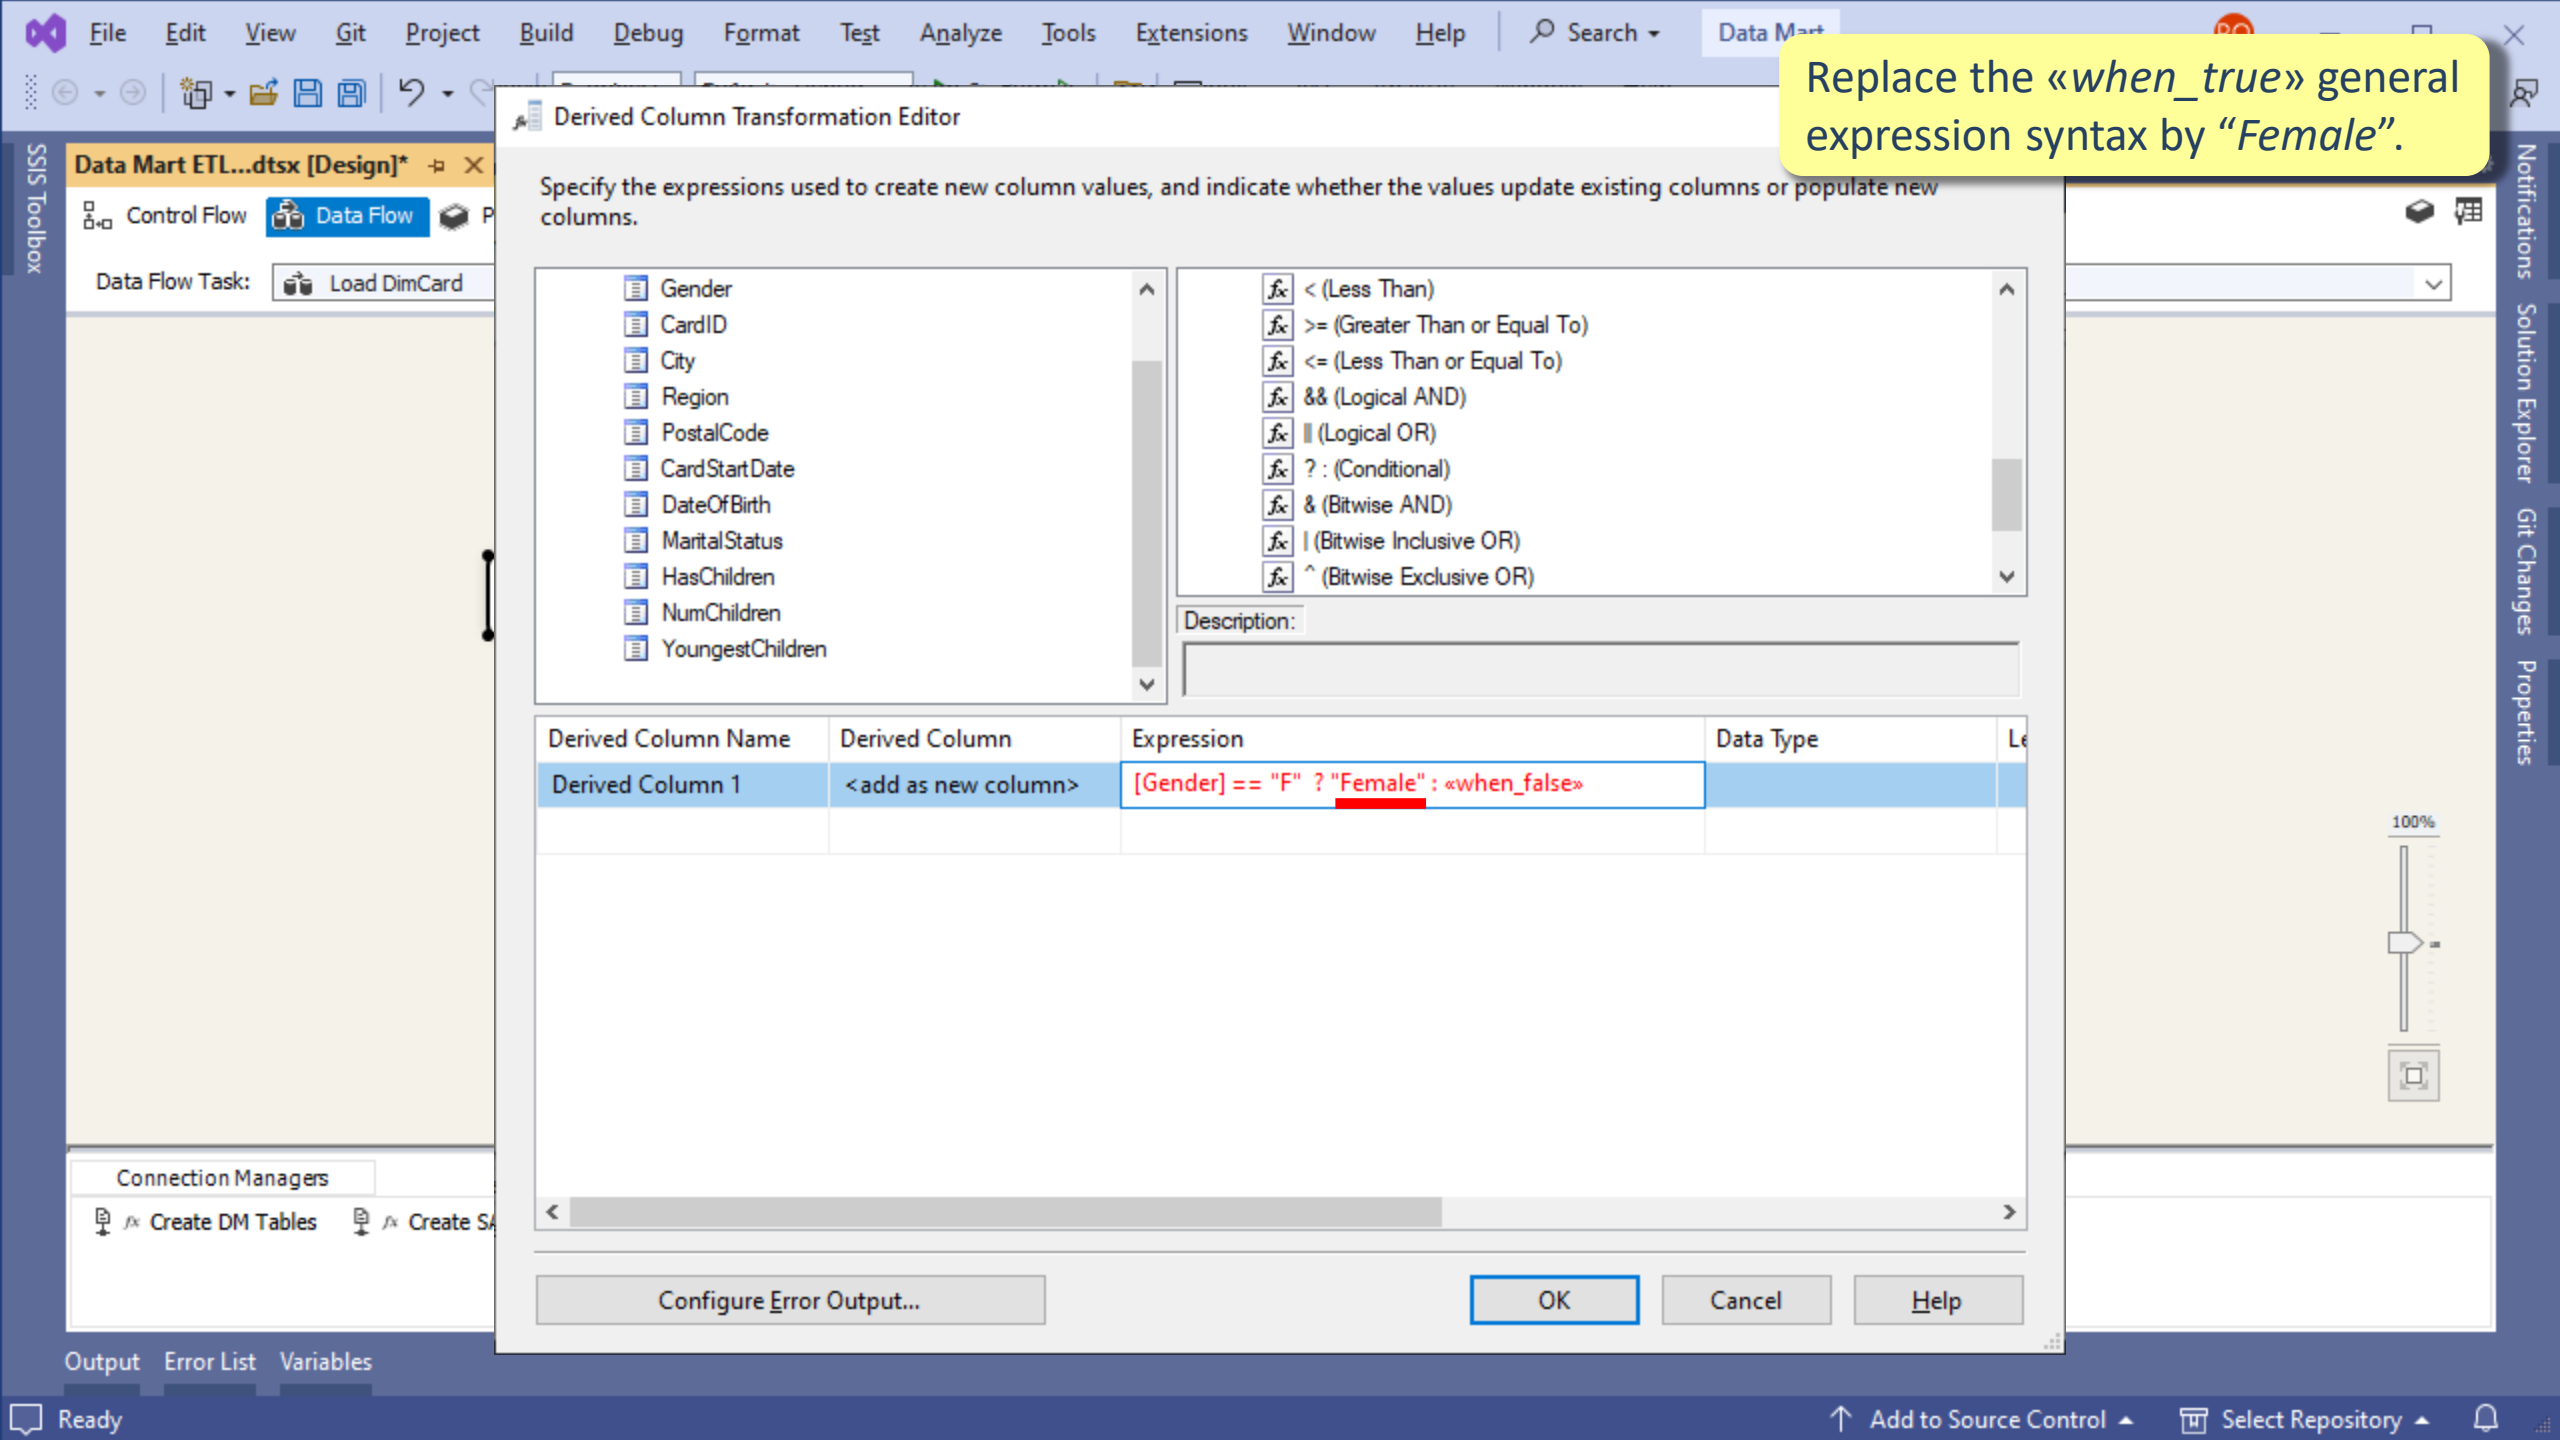 File Edit View Git Project Build Debug Format Test Analyze Tools Extensions Window Help Search Data Mart
Replace the «when_true» general
expression syntax by “Female”.
Derived Column Transformation Editor
SSIS Toolbox
Data Mart ETL...dtsx [Design]*
Control Flow Data Flow P
Data Flow Task: Load DimCard
Specify the expressions used to create new column values, and indicate whether the values update existing columns or populate new
columns.
Gender
CardID
City
Region
PostalCode
CardStartDate
DateOfBirth
MaritalStatus
HasChildren
NumChildren
YoungestChildren
< (Less Than)
>= (Greater Than or Equal To)
<= (Less Than or Equal To)
&& (Logical AND)
|| (Logical OR)
? : (Conditional)
& (Bitwise AND)
| (Bitwise Inclusive OR)
^ (Bitwise Exclusive OR)
Description:
Derived Column Name Derived Column Expression Data Type Le
Derived Column 1 <add as new column> [Gender] == "F" ? "Female" : «when_false»
Notifications
Solution Explorer
Git Changes
Properties
100%
Connection Managers
Create DM Tables Create SA
Configure Error Output... OK Cancel Help
Output Error List Variables
Ready Add to Source Control Select Repository